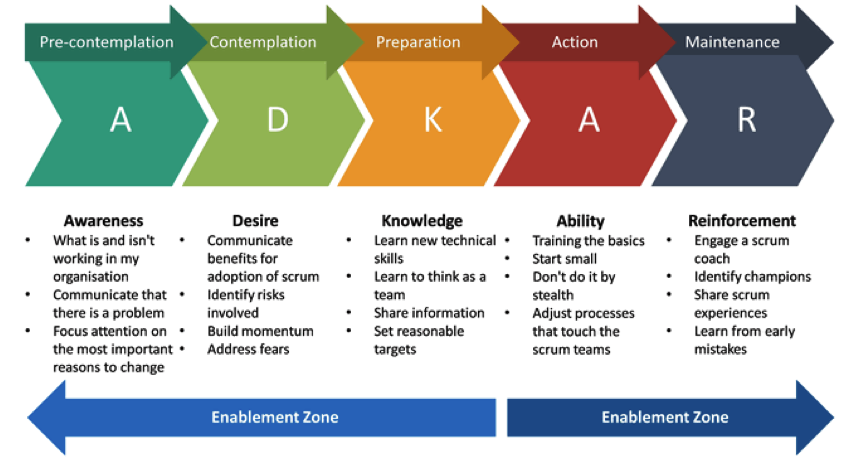 Pre-contemplation
Contemplation
Preparation
Action
Maintenance
A
D
K
A
R
Awareness
• What is and isn't
working in my
organisation
• Communicate that
there is a problem
• Focus attention on
the most important
reasons to change
Desire
• Communicate
benefits for
adoption of scrum
• Identify risks
involved
• Build momentum
• Address fears
Knowledge
• Learn new technical
skills
• Learn to think as a
team
• Share information
• Set reasonable
targets
Ability
• Training the basics
• Start small
• Don't do it by
stealth
• Adjust processes
that touch the
scrum teams
Reinforcement
• Engage a scrum
coach
• Identify champions
• Share scrum
experiences
• Learn from early
mistakes
Enablement Zone
Enablement Zone